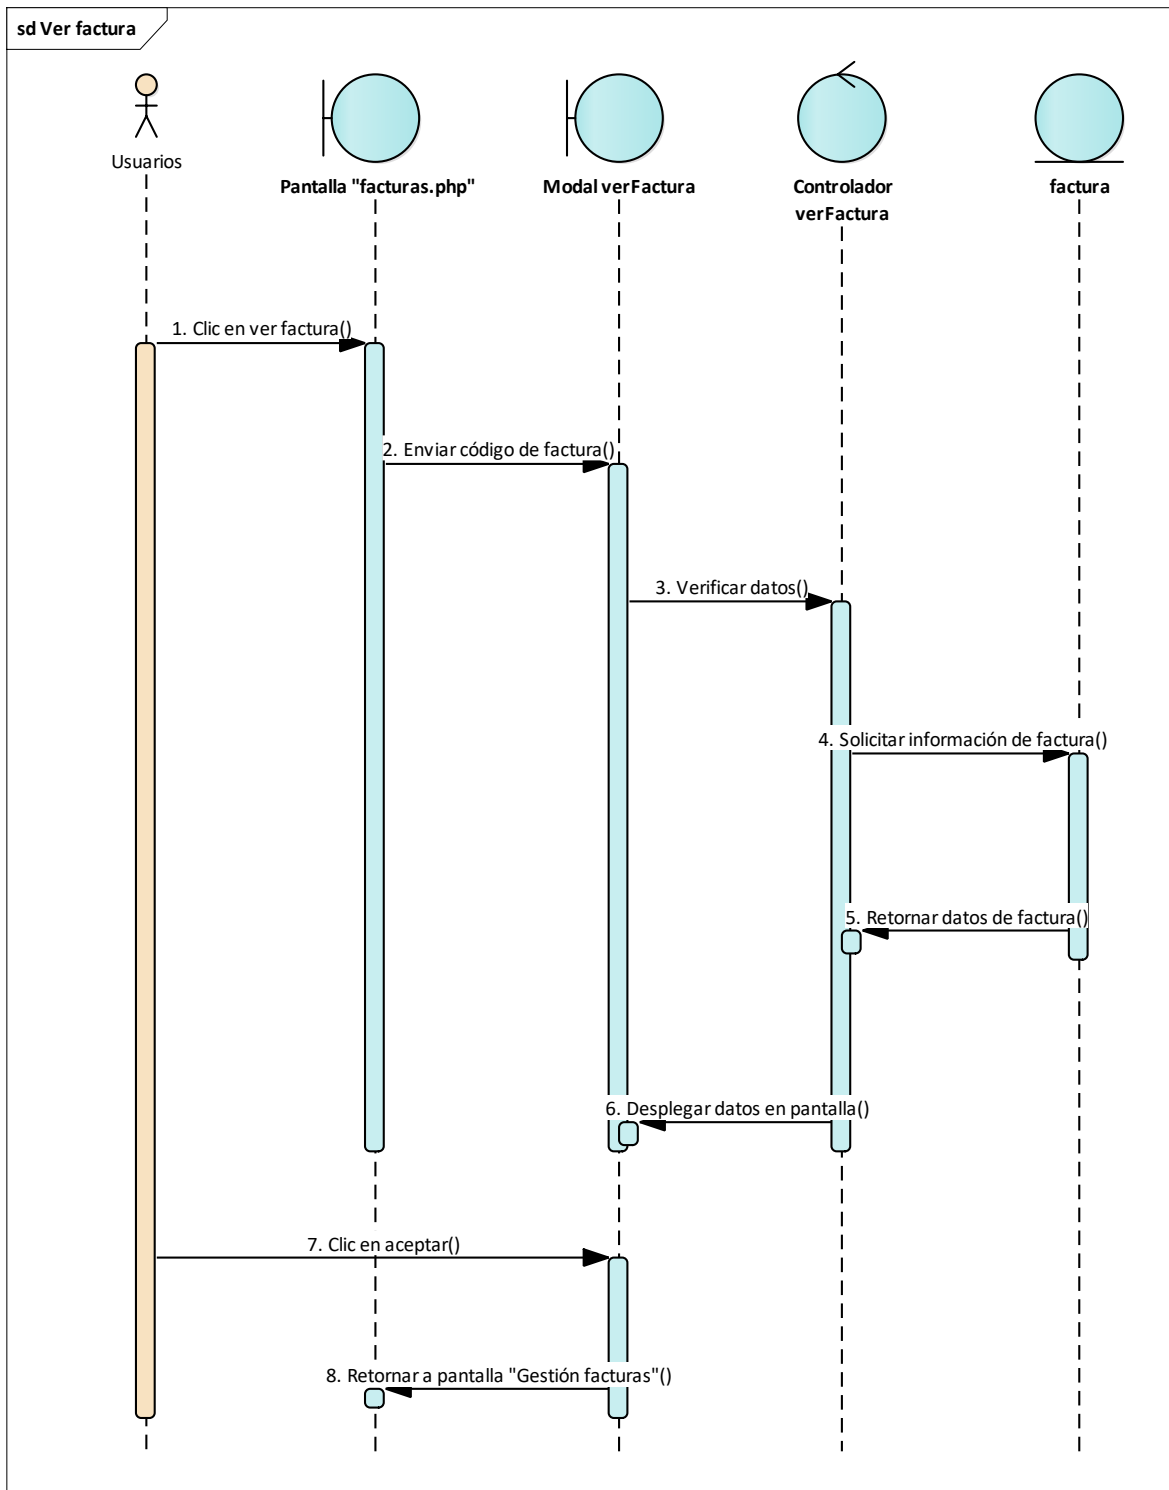 sd Ver factura
Usuarios
Pantalla "facturas.php"
Modal verFactura
Controlador
verFactura
factura
1. Clic en ver factura()
2. Enviar código de factura()
3. Verificar datos()
4. Solicitar información de factura()
5. Retornar datos de factura()
6. Desplegar datos en pantalla()
7. Clic en aceptar()
8. Retornar a pantalla "Gestión facturas"()